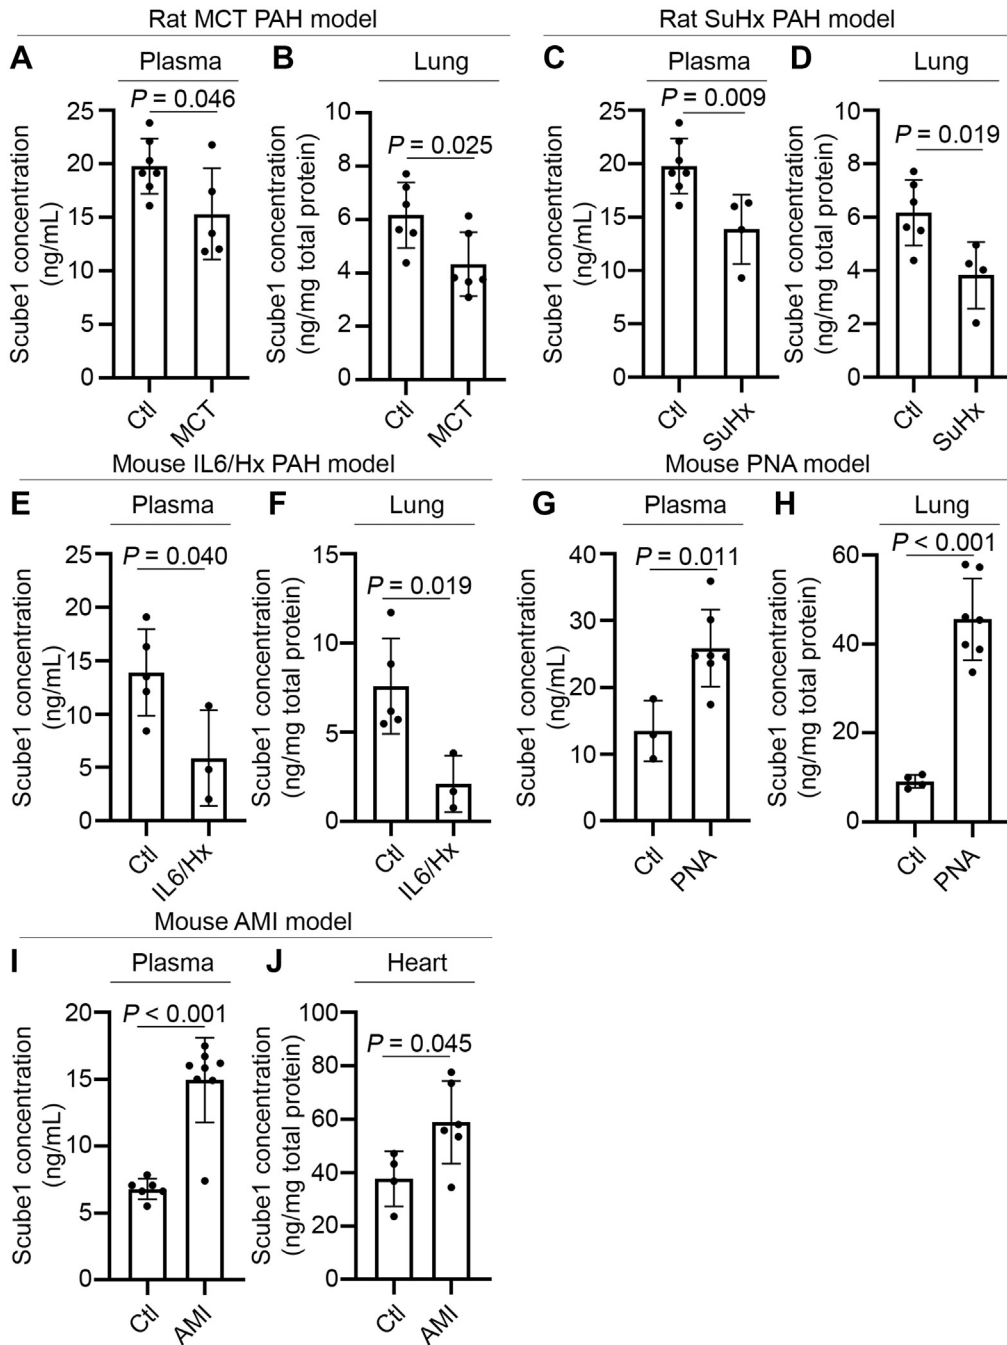 Rat MCT PAH model
Rat SuHx PAH model
A
Plasma
B
Lung
C
Plasma
D
Lung
P = 0.046
Scube1 concentration
(ng/mL)
25
20
15
10
5
0
Ctl
MCT
P = 0.025
Scube1 concentration
(ng/mg total protein)
10
8
6
4
2
0
Ctl
MCT
P = 0.009
Scube1 concentration
(ng/mL)
25
20
15
10
5
0
Ctl
SuHx
P = 0.019
Scube1 concentration
(ng/mg total protein)
10
8
6
4
2
0
Ctl
SuHx
Mouse IL6/Hx PAH model
Mouse PNA model
E
Plasma
F
Lung
G
Plasma
H
Lung
P = 0.040
Scube1 concentration
(ng/mL)
25
20
15
10
5
0
Ctl
IL6/Hx
P = 0.019
Scube1 concentration
(ng/mg total protein)
15
10
5
0
Ctl
IL6/Hx
P = 0.011
Scube1 concentration
(ng/mL)
40
30
20
10
0
Ctl
PNA
P < 0.001
Scube1 concentration
(ng/mg total protein)
60
40
20
0
Ctl
PNA
Mouse AMI model
I
Plasma
J
Heart
P < 0.001
Scube1 concentration
(ng/mL)
20
15
10
5
0
Ctl
AMI
P = 0.045
Scube1 concentration
(ng/mg total protein)
100
80
60
40
20
0
Ctl
AMI